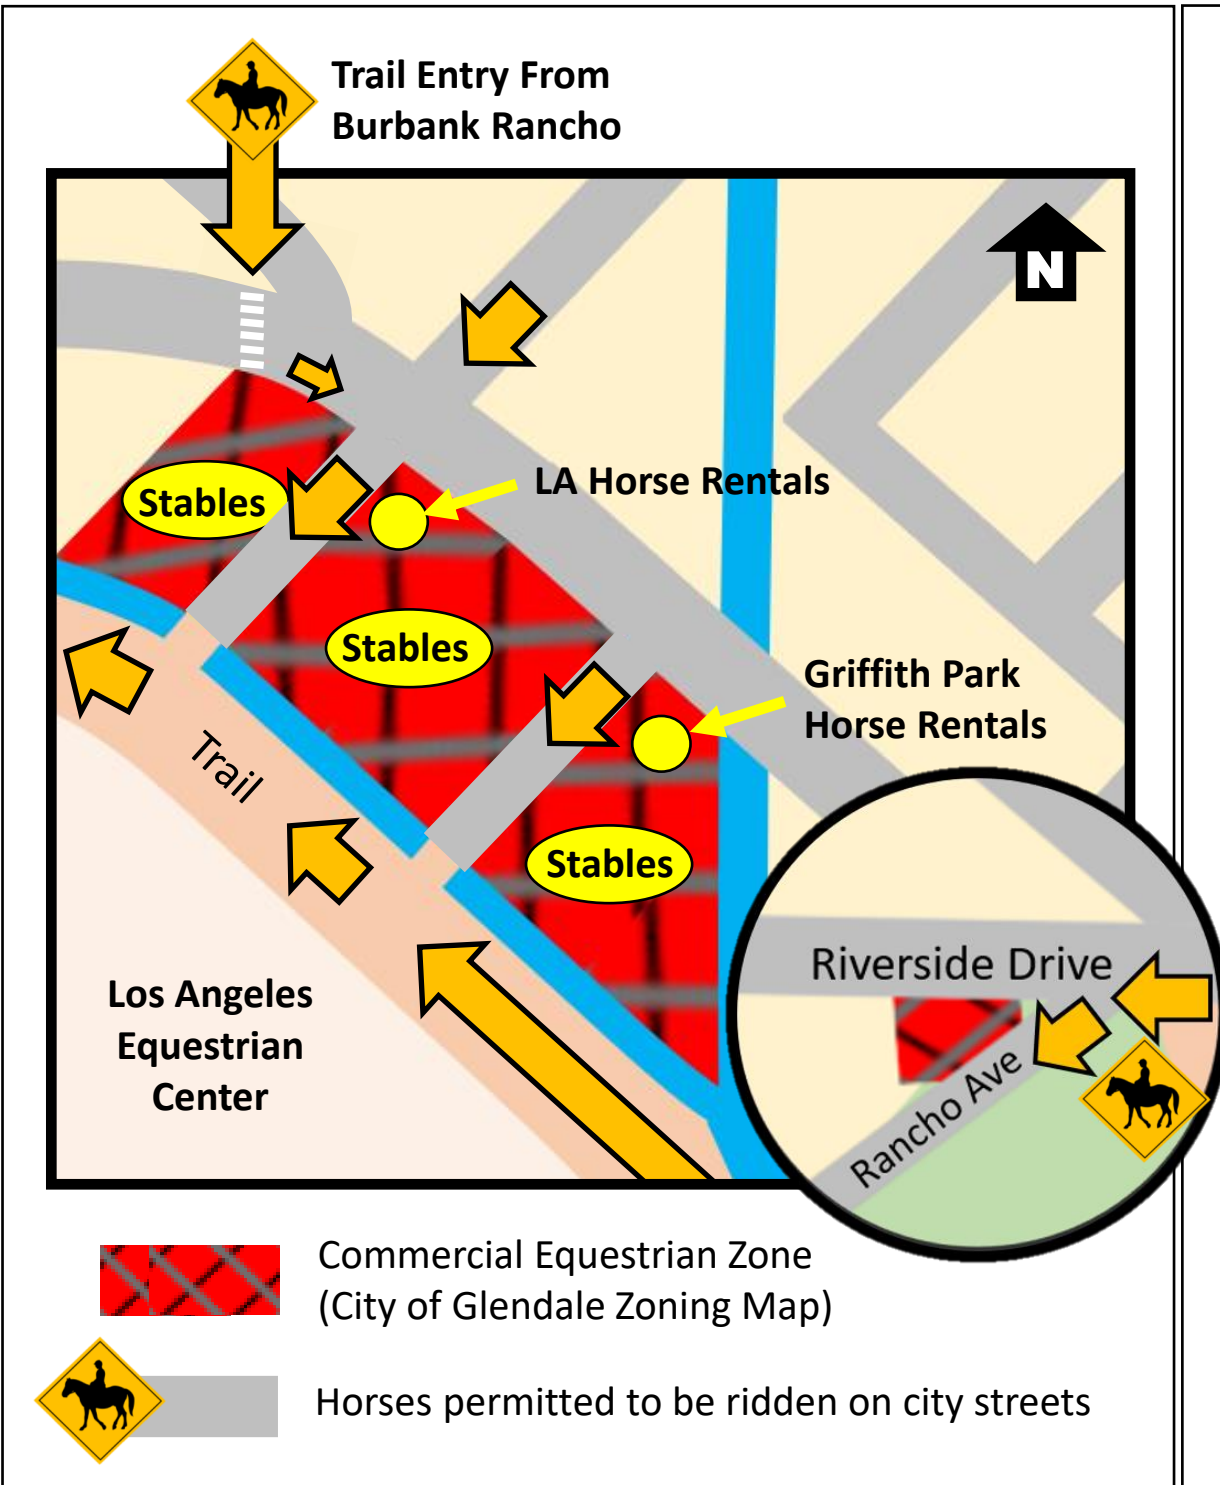 Trail Entry From
Burbank Rancho
N
LA Horse Rentals
Stables
Stables
Griffith Park
Horse Rentals
Trail
Stables
Los Angeles
Equestrian
Center
Riverside Drive
Rancho Ave
Commercial Equestrian Zone
(City of Glendale Zoning Map)
Horses permitted to be ridden on city streets